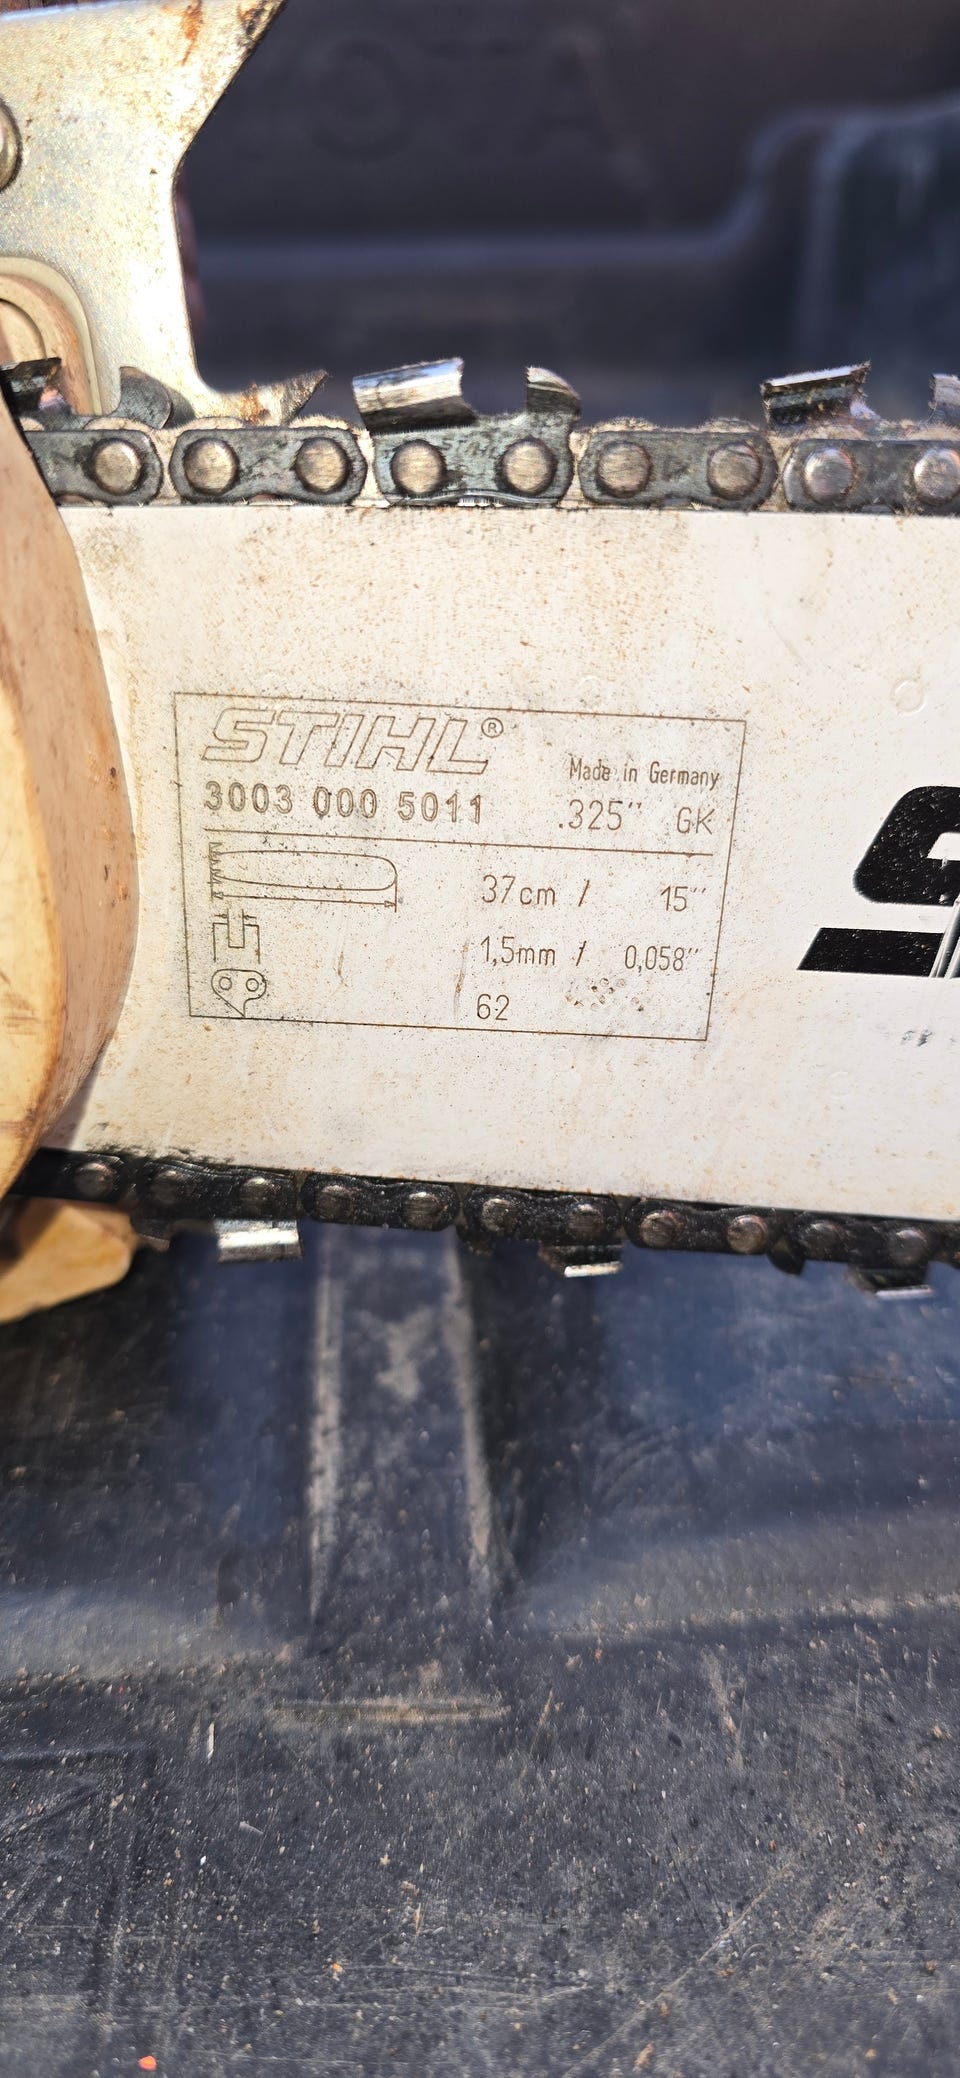 STIHL®
Made in Germany
3003 000 5011
.325" GK
37cm / 15"
1,5mm / 0,058"
62